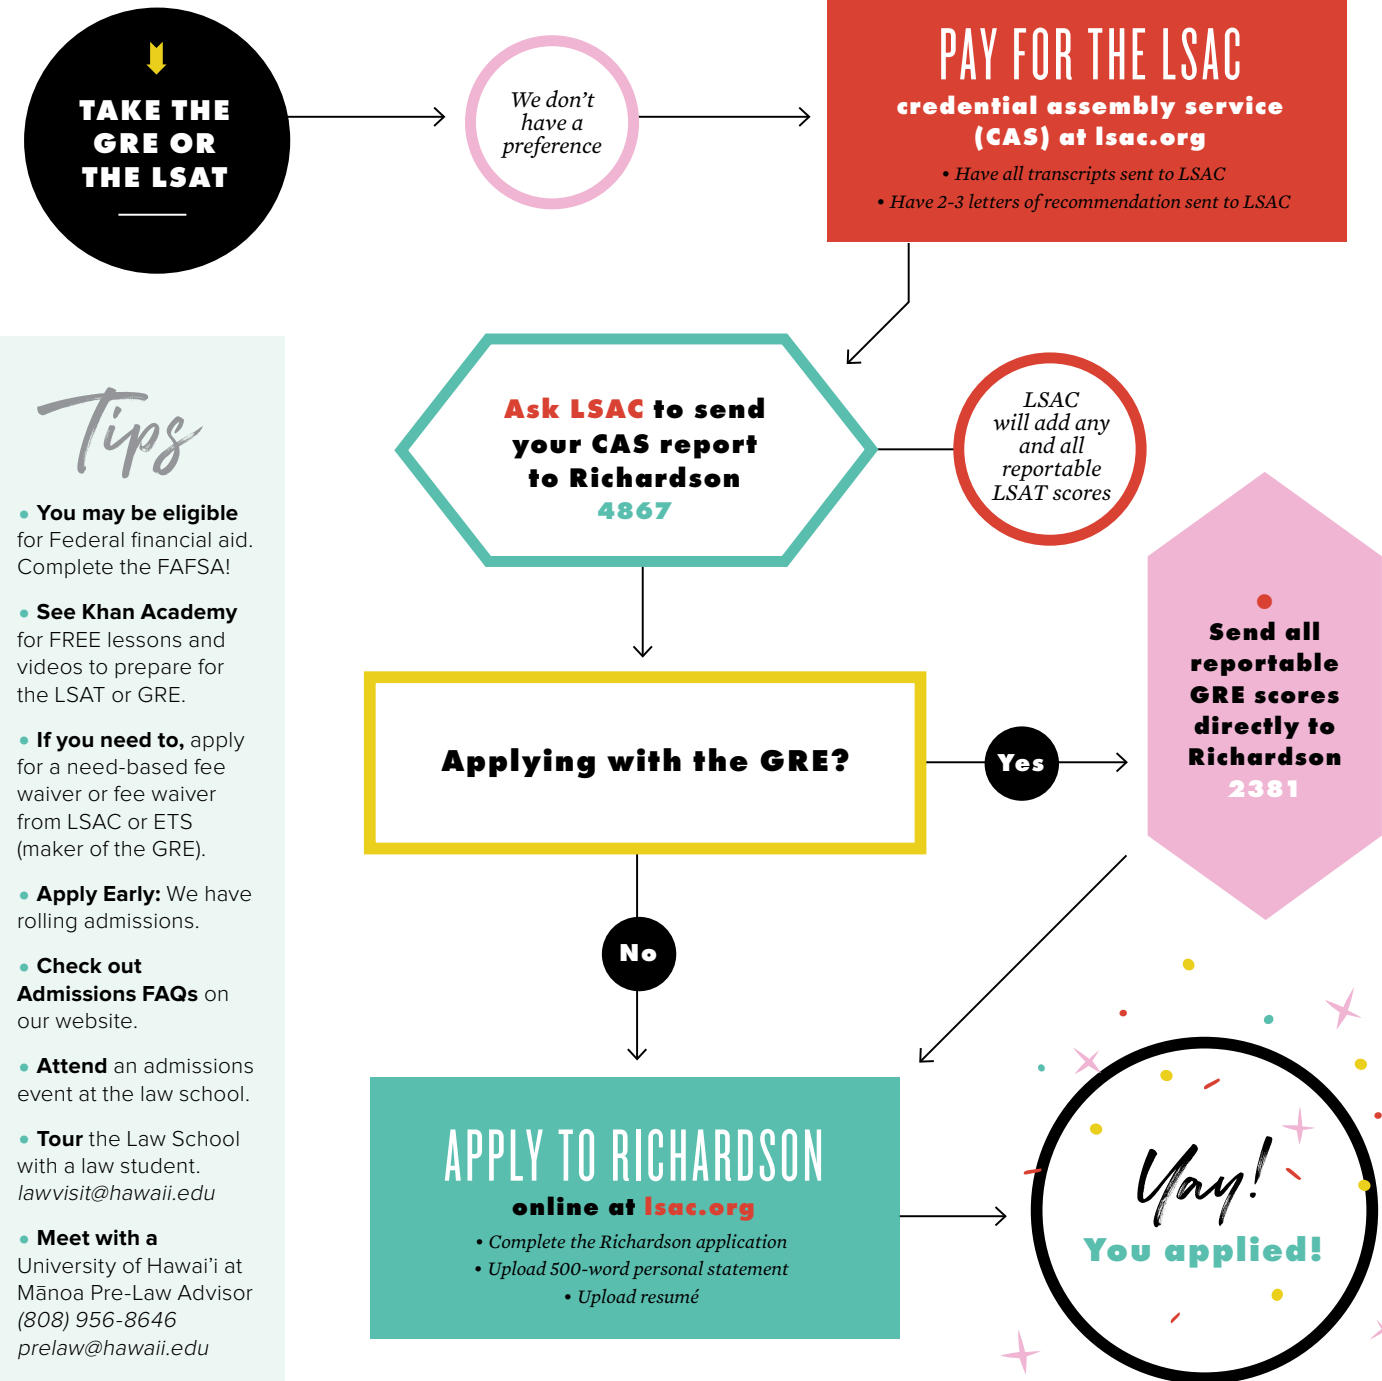 TAKE THE
GRE OR
THE LSAT
We don’t
have a
preference
PAY FOR THE LSAC
credential assembly service
(CAS) at lsac.org
• Have all transcripts sent to LSAC
• Have 2-3 letters of recommendation sent to LSAC
Ask LSAC to send
your CAS report
to Richardson
4867
LSAC
will add any
and all
reportable
LSAT scores
Applying with the GRE?
Yes
Send all
reportable
GRE scores
directly to
Richardson
2381
No
APPLY TO RICHARDSON
online at lsac.org
• Complete the Richardson application
• Upload 500-word personal statement
• Upload resumé
Yay!
You applied!
Tips
• You may be eligible
for Federal financial aid.
Complete the FAFSA!
• See Khan Academy
for FREE lessons and
videos to prepare for
the LSAT or GRE.
• If you need to, apply
for a need-based fee
waiver or fee waiver
from LSAC or ETS
(maker of the GRE).
• Apply Early: We have
rolling admissions.
• Check out
Admissions FAQs on
our website.
• Attend an admissions
event at the law school.
• Tour the Law School
with a law student.
lawvisit@hawaii.edu
• Meet with a
University of Hawai’i at
Mānoa Pre-Law Advisor
(808) 956-8646
prelaw@hawaii.edu